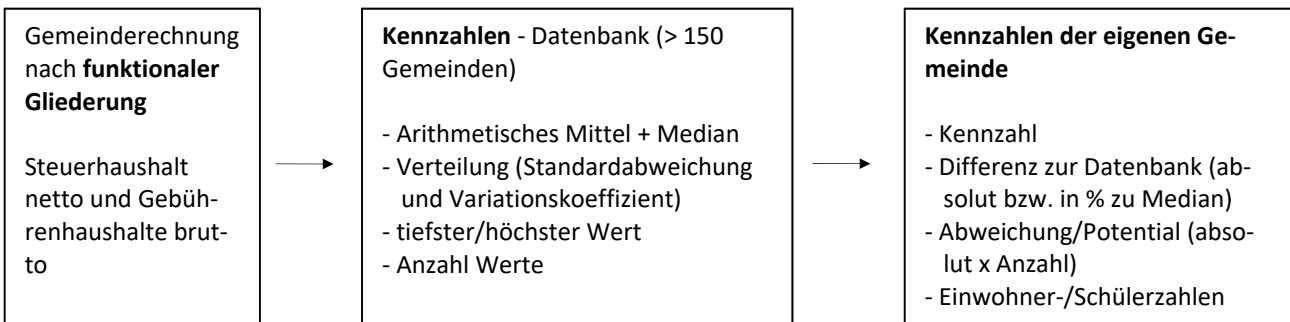 Gemeinderechnung
nach funktionaler
Gliederung
Steuerhaushalt
netto und Gebüh-
renhaushalte brut-
to
Kennzahlen - Datenbank (> 150
Gemeinden)
- Arithmetisches Mittel + Median
- Verteilung (Standardabweichung
und Variationskoeffizient)
- tiefster/höchster Wert
- Anzahl Werte
Kennzahlen der eigenen Ge-
meinde
- Kennzahl
- Differenz zur Datenbank (ab-
solut bzw. in % zu Median)
- Abweichung/Potential (abso-
lut x Anzahl)
- Einwohner-/Schülerzahlen